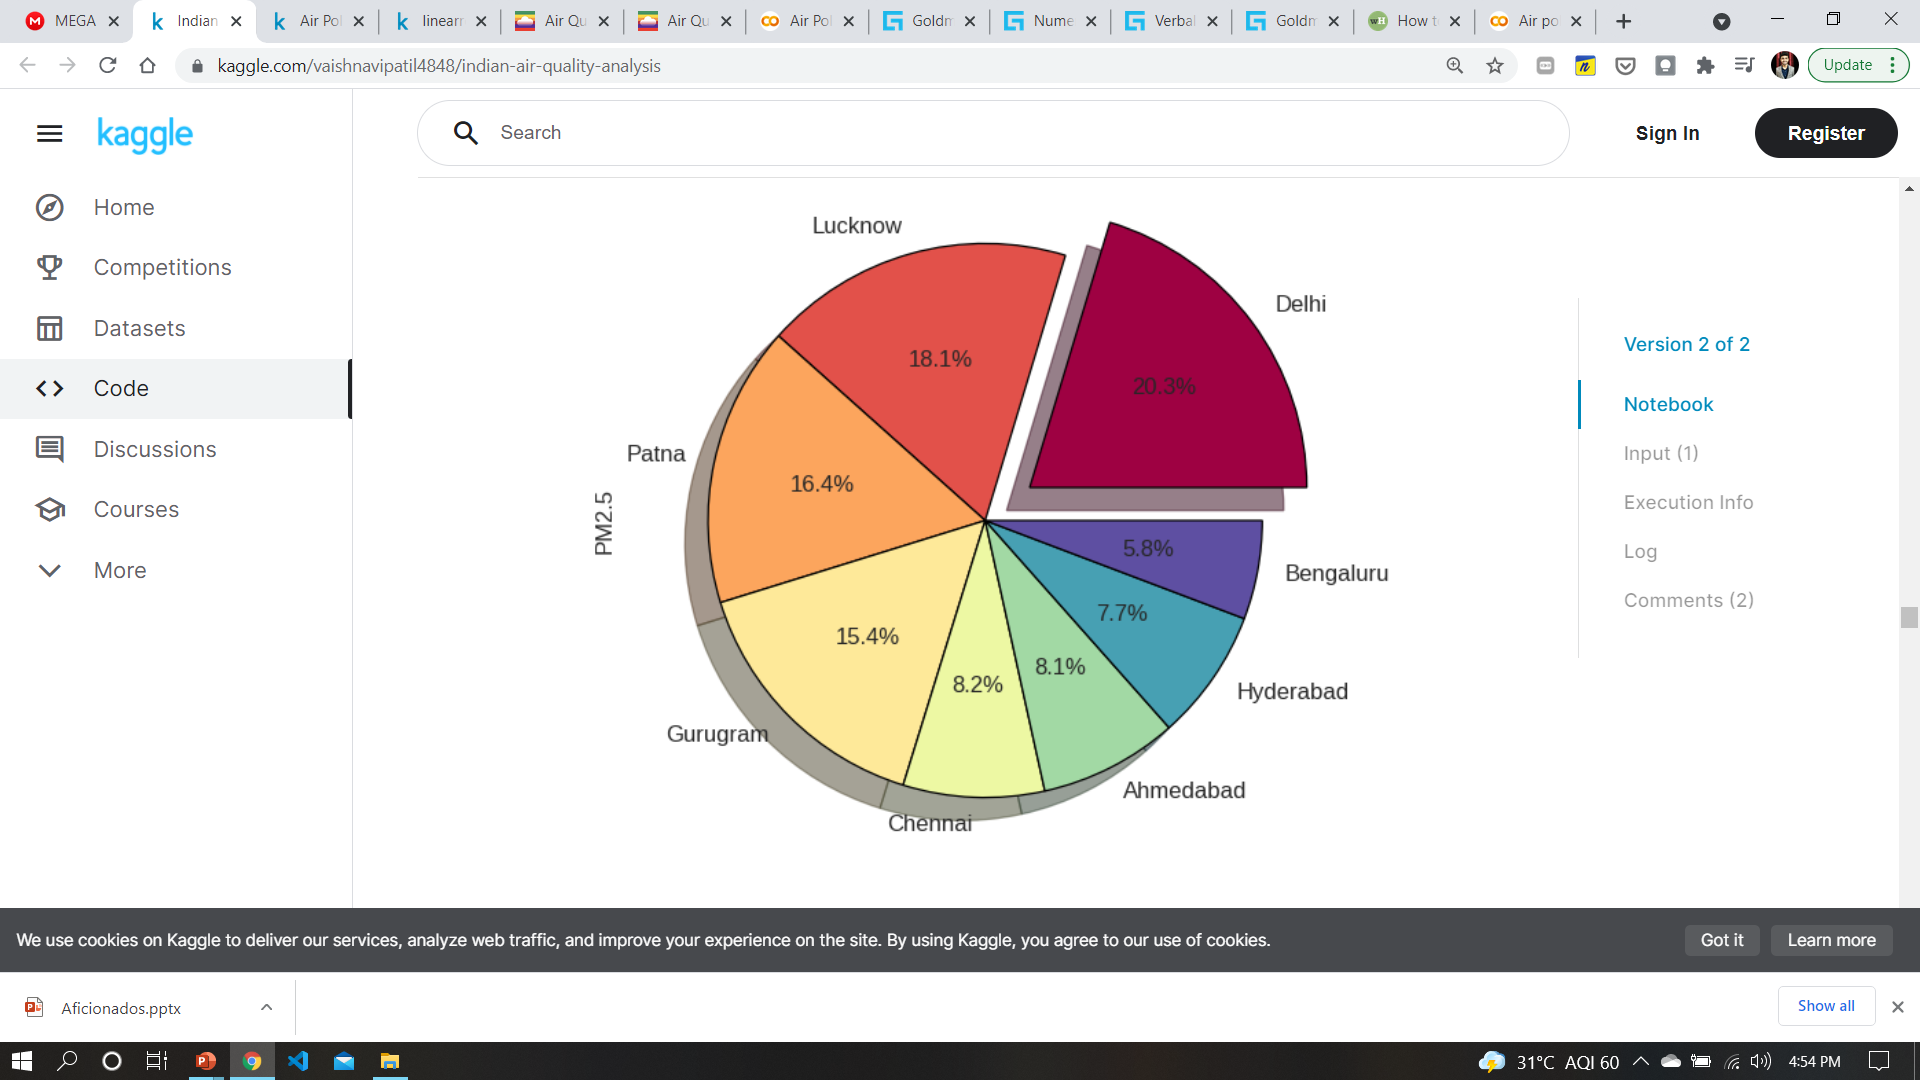 MEGA
Indian
Air Pol
linearr
Air Qu
Air Qu
Air Pol
Goldm
Nume
Verbal
Goldm
How t
Air po
kaggle.com/vaishnavipatil4848/indian-air-quality-analysis
Update
kaggle
Search
Sign In
Register
Home
Competitions
Datasets
Code
Discussions
Courses
More
Lucknow
Delhi
18.1%
20.3%
Patna
16.4%
PM2.5
5.8%
Bengaluru
7.7%
15.4%
8.1%
8.2%
Hyderabad
Gurugram
Ahmedabad
Chennai
Version 2 of 2
Notebook
Input (1)
Execution Info
Log
Comments (2)
We use cookies on Kaggle to deliver our services, analyze web traffic, and improve your experience on the site. By using Kaggle, you agree to our use of cookies.
Got it
Learn more
Aficionados.pptx
Show all
31°C AQI 60
4:54 PM